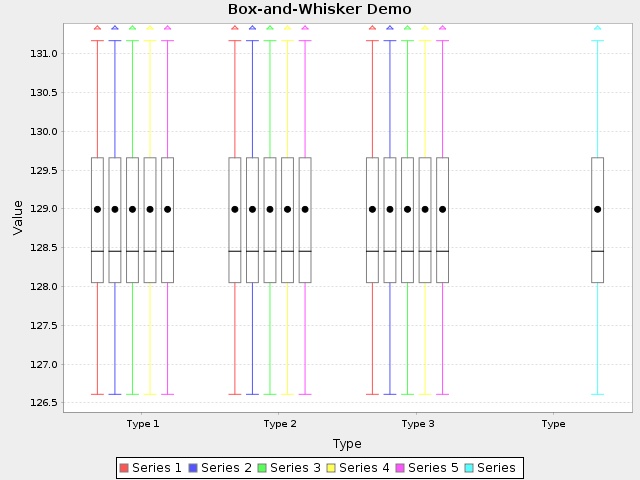 Box-and-Whisker Demo
131.0
130.5
130.0
129.5
129.0
128.5
128.0
127.5
127.0
126.5
Value
Type 1 Type 2 Type 3 Type
Type
Series 1 Series 2 Series 3 Series 4 Series 5 Series